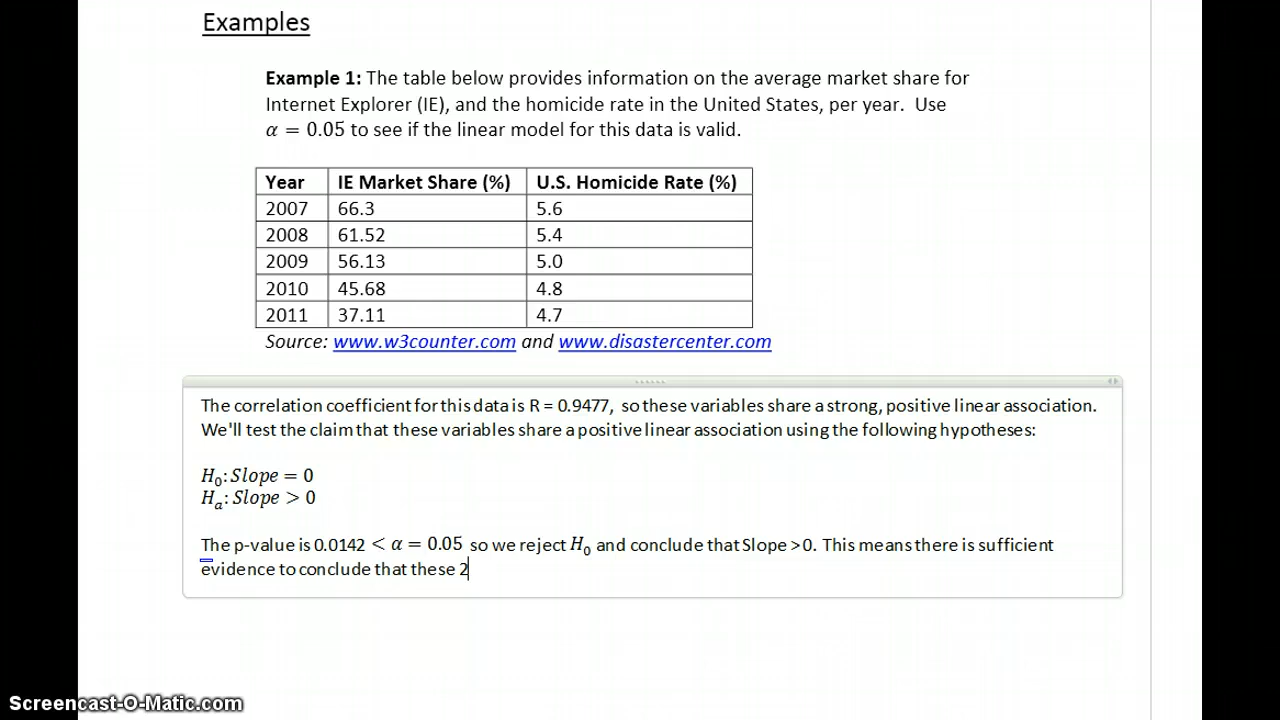 Examples
Example 1: The table below provides information on the average market share for
Internet Explorer (IE), and the homicide rate in the United States, per year. Use
α = 0.05 to see if the linear model for this data is valid.
Year IE Market Share (%) U.S. Homicide Rate (%)
2007 66.3 5.6
2008 61.52 5.4
2009 56.13 5.0
2010 45.68 4.8
2011 37.11 4.7
Source: www.w3counter.com and www.disastercenter.com
The correlation coefficient for this data is R = 0.9477, so these variables share a strong, positive linear association.
We'll test the claim that these variables share a positive linear association using the following hypotheses:
H₀: Slope = 0
Hₐ: Slope > 0
The p-value is 0.0142 < α = 0.05 so we reject H₀ and conclude that Slope >0. This means there is sufficient
evidence to conclude that these 2
Screencast-O-Matic.com